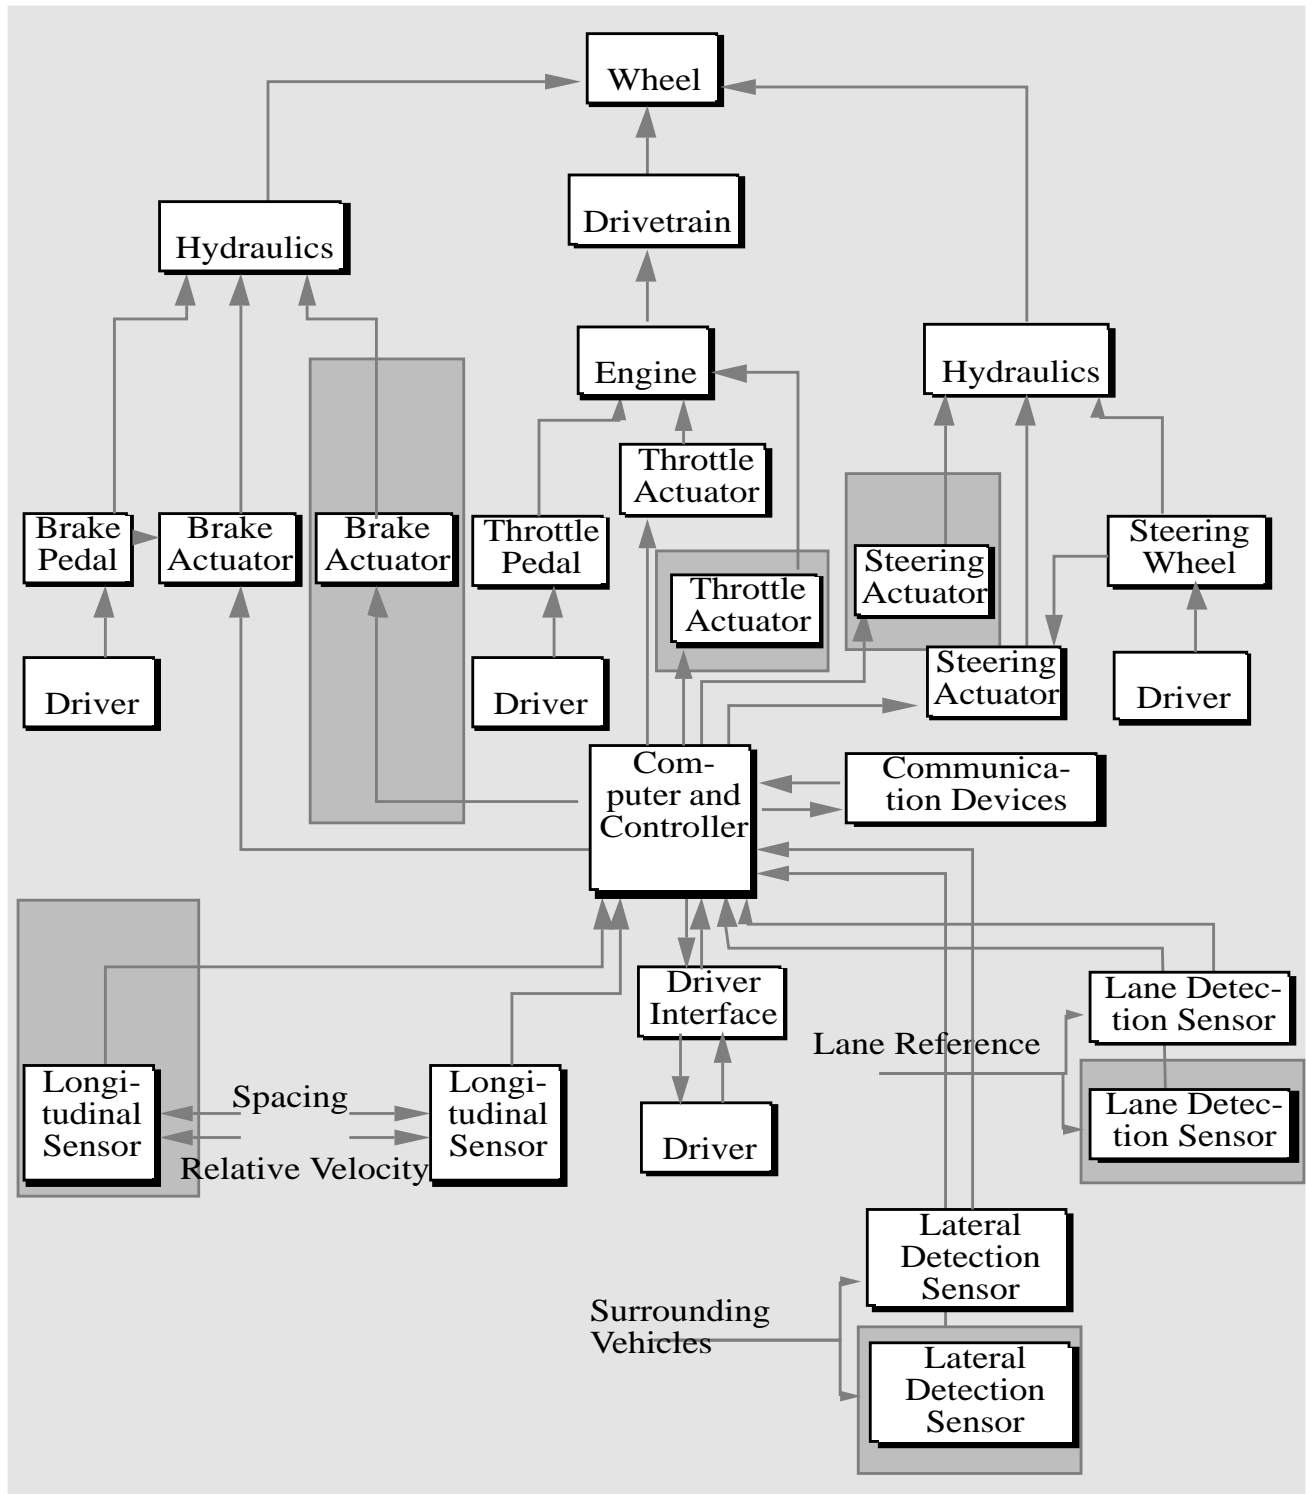 Wheel
Drivetrain
Hydraulics
Engine
Hydraulics
Throttle
Actuator
Brake
Pedal
Brake
Actuator
Brake
Actuator
Throttle
Pedal
Steering
Wheel
Steering
Actuator
Throttle
Actuator
Driver
Driver
Steering
Actuator
Driver
Com-
puter and
Controller
Communica-
tion Devices
Driver
Interface
Lane Detec-
tion Sensor
Lane Reference
Longi-
tudinal
Sensor
Spacing
Relative Velocity
Longi-
tudinal
Sensor
Driver
Lane Detec-
tion Sensor
Lateral
Detection
Sensor
Surrounding
Vehicles
Lateral
Detection
Sensor